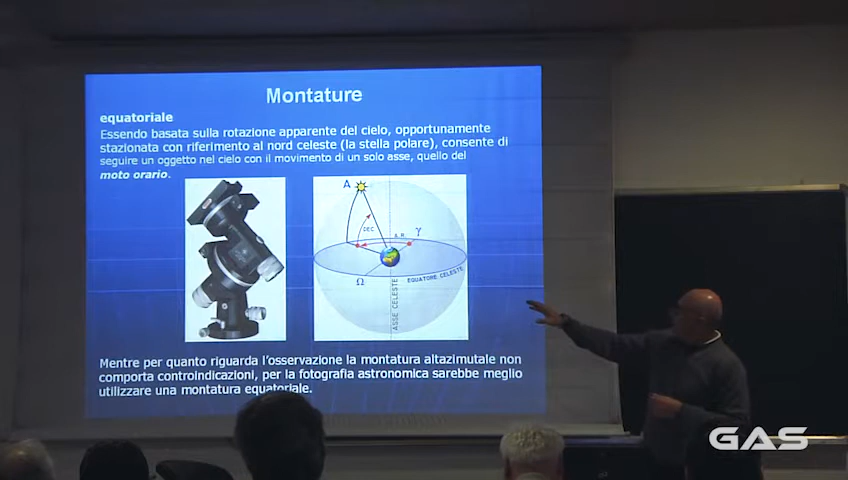 Montature
equatoriale
Essendo basata sulla rotazione apparente del cielo, opportunamente
stazionata con riferimento al nord celeste (la stella polare), consente di
seguire un oggetto nel cielo con il movimento di un solo asse, quello del
moto orario.
A
DEC
A.R.
γ
Ω
EQUATORE CELESTE
ASSE CELESTE
Mentre per quanto riguarda l'osservazione la montatura altazimutale non
comporta controindicazioni, per la fotografia astronomica sarebbe meglio
utilizzare una montatura equatoriale.
GAS